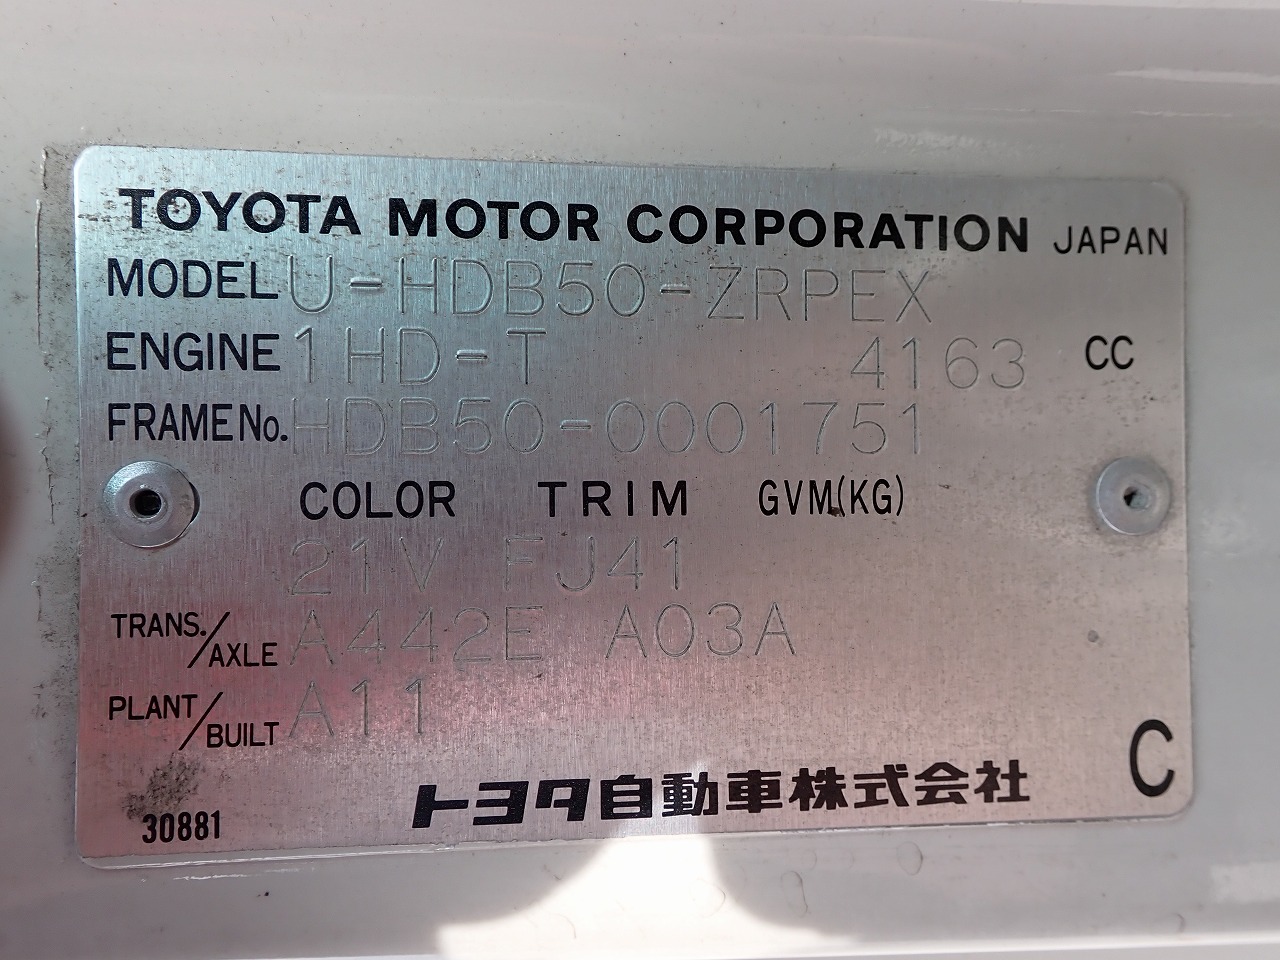 TOYOTA MOTOR CORPORATION JAPAN
MODEL U-HDB50-ZRPEX
ENGINE 1HD-T 4163 CC
FRAME No. HDB50-0001751
COLOR TRIM GVM(KG)
21V FJ41
TRANS./AXLE A442E A03A
PLANT/BUILT A11
C
トヨタ自動車株式会社
30881